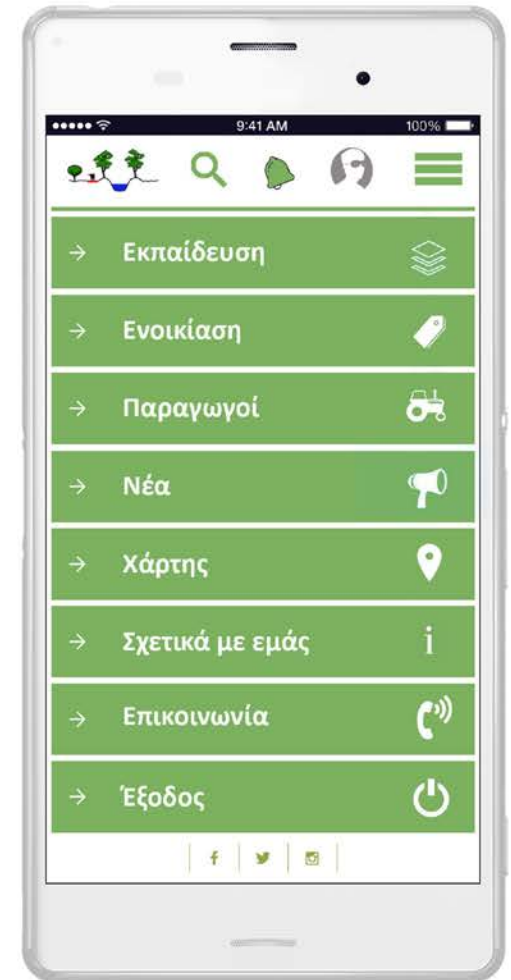 9:41 AM
100%
Εκπαίδευση
Ενοικίαση
Παραγωγοί
Νέα
Χάρτης
Σχετικά με εμάς
Επικοινωνία
Έξοδος